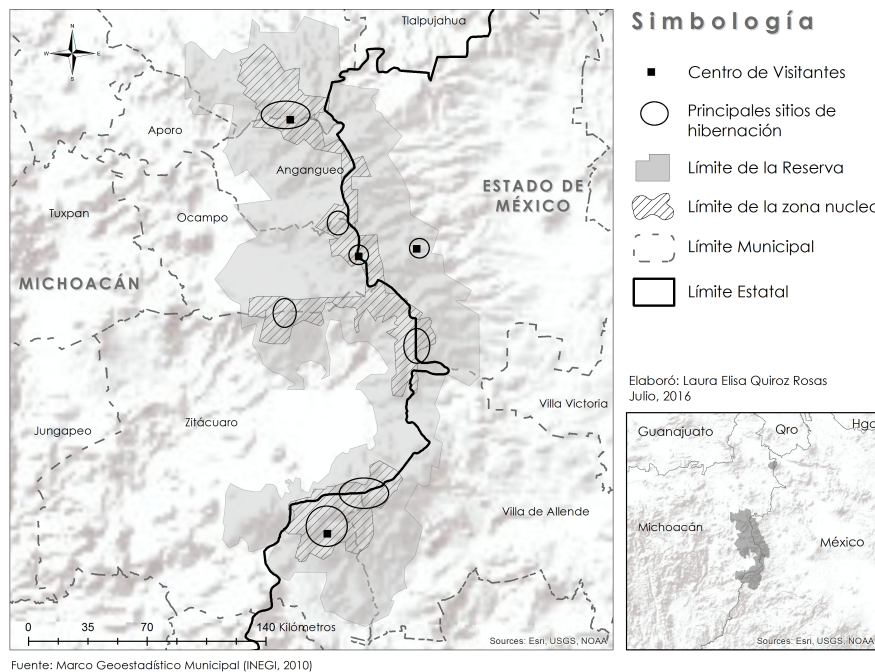 Tlalpujahua
N
W
E
S
Aporo
Angangueo
Tuxpan
Ocampo
ESTADO DE
MÉXICO
MICHOACÁN
Villa Victoria
Zitácuaro
Jungapeo
Villa de Allende
0 35 70 140 Kilómetros
Sources: Esri, USGS, NOAA
Fuente: Marco Geoestadístico Municipal (INEGI, 2010)
Simbología
Centro de Visitantes
Principales sitios de
hibernación
Límite de la Reserva
Límite de la zona nucleo
Límite Municipal
Límite Estatal
Elaboró: Laura Elisa Quiroz Rosas
Julio, 2016
Guanajuato
Qro
Hgo
Michoacán
México
Sources: Esri, USGS, NOAA